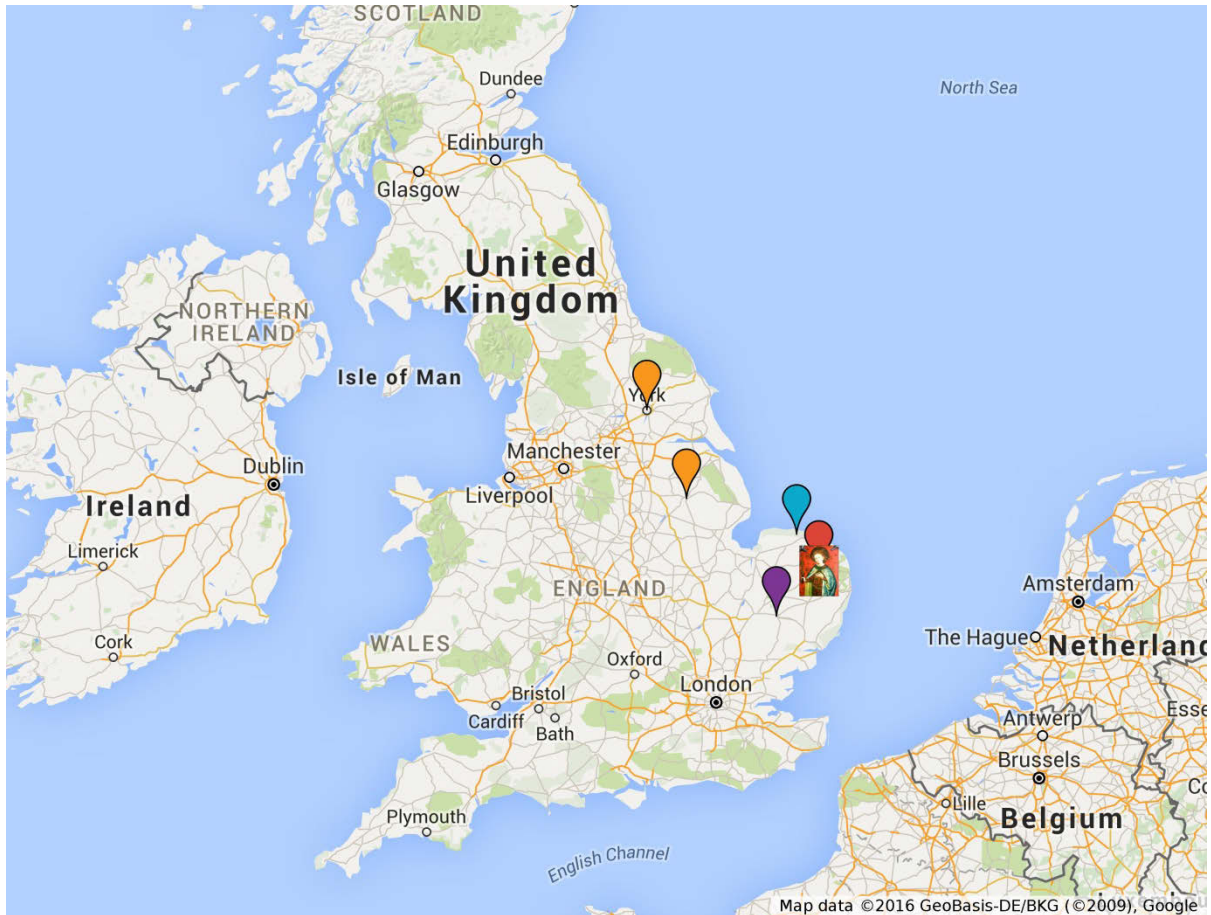 SCOTLAND
Dundee
North Sea
Edinburgh
Glasgow
United
Kingdom
NORTHERN
IRELAND
Isle of Man
York
Manchester
Dublin
Liverpool
Ireland
Limerick
ENGLAND
Amsterdam
Cork
WALES
The Hague
Netherland
Oxford
London
Bristol
Cardiff
Bath
Antwerp
Esse
Brussels
Co
Lille
Plymouth
Belgium
English Channel
Map data ©2016 GeoBasis-DE/BKG (©2009), Google